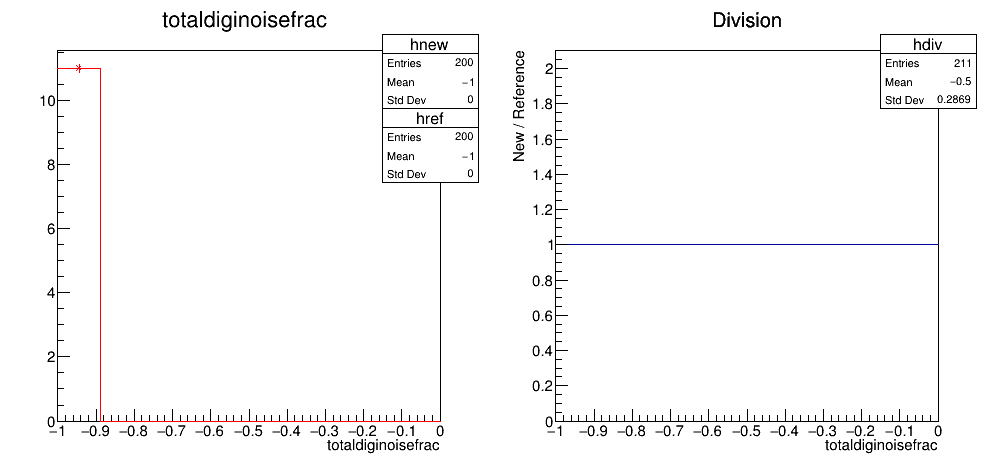 totaldiginoisefrac
hnew
Entries 200
Mean −1
Std Dev 0
href
Entries 200
Mean −1
Std Dev 0
10
8
6
4
2
0
−1 −0.9 −0.8 −0.7 −0.6 −0.5 −0.4 −0.3 −0.2 −0.1 0
totaldiginoisefrac
Division
hdiv
Entries 211
Mean −0.5
Std Dev 0.2869
New / Reference
2
1.8
1.6
1.4
1.2
1
0.8
0.6
0.4
0.2
0
−1 −0.9 −0.8 −0.7 −0.6 −0.5 −0.4 −0.3 −0.2 −0.1 0
totaldiginoisefrac